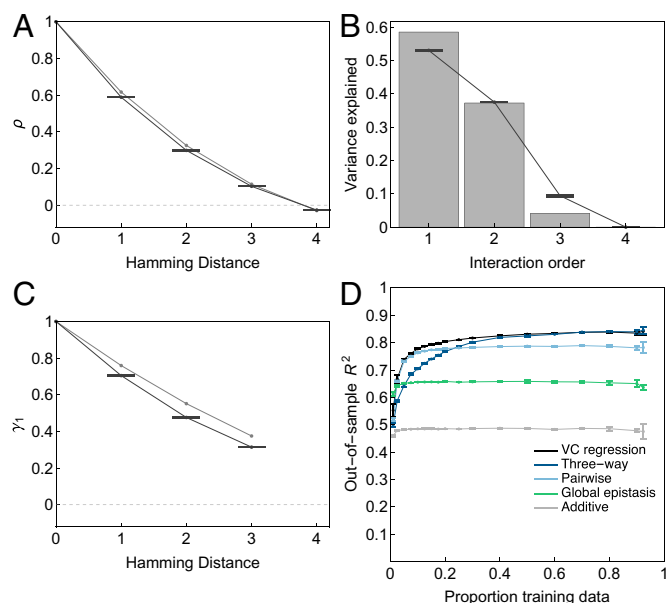 A
1
0.8
0.6
0.4
0.2
0
ρ
0
1
2
3
4
Hamming Distance
B
0.6
0.5
0.4
0.3
0.2
0.1
0
Variance explained
1
2
3
4
Interaction order
C
1
0.8
0.6
0.4
0.2
0
γ1
0
1
2
3
4
Hamming Distance
D
1
0.9
0.8
0.7
0.6
0.5
0.4
0.3
0.2
0.1
Out−of−sample R2
VC regression
Three−way
Pairwise
Global epistasis
Additive
0
0.2
0.4
0.6
0.8
1
Proportion training data